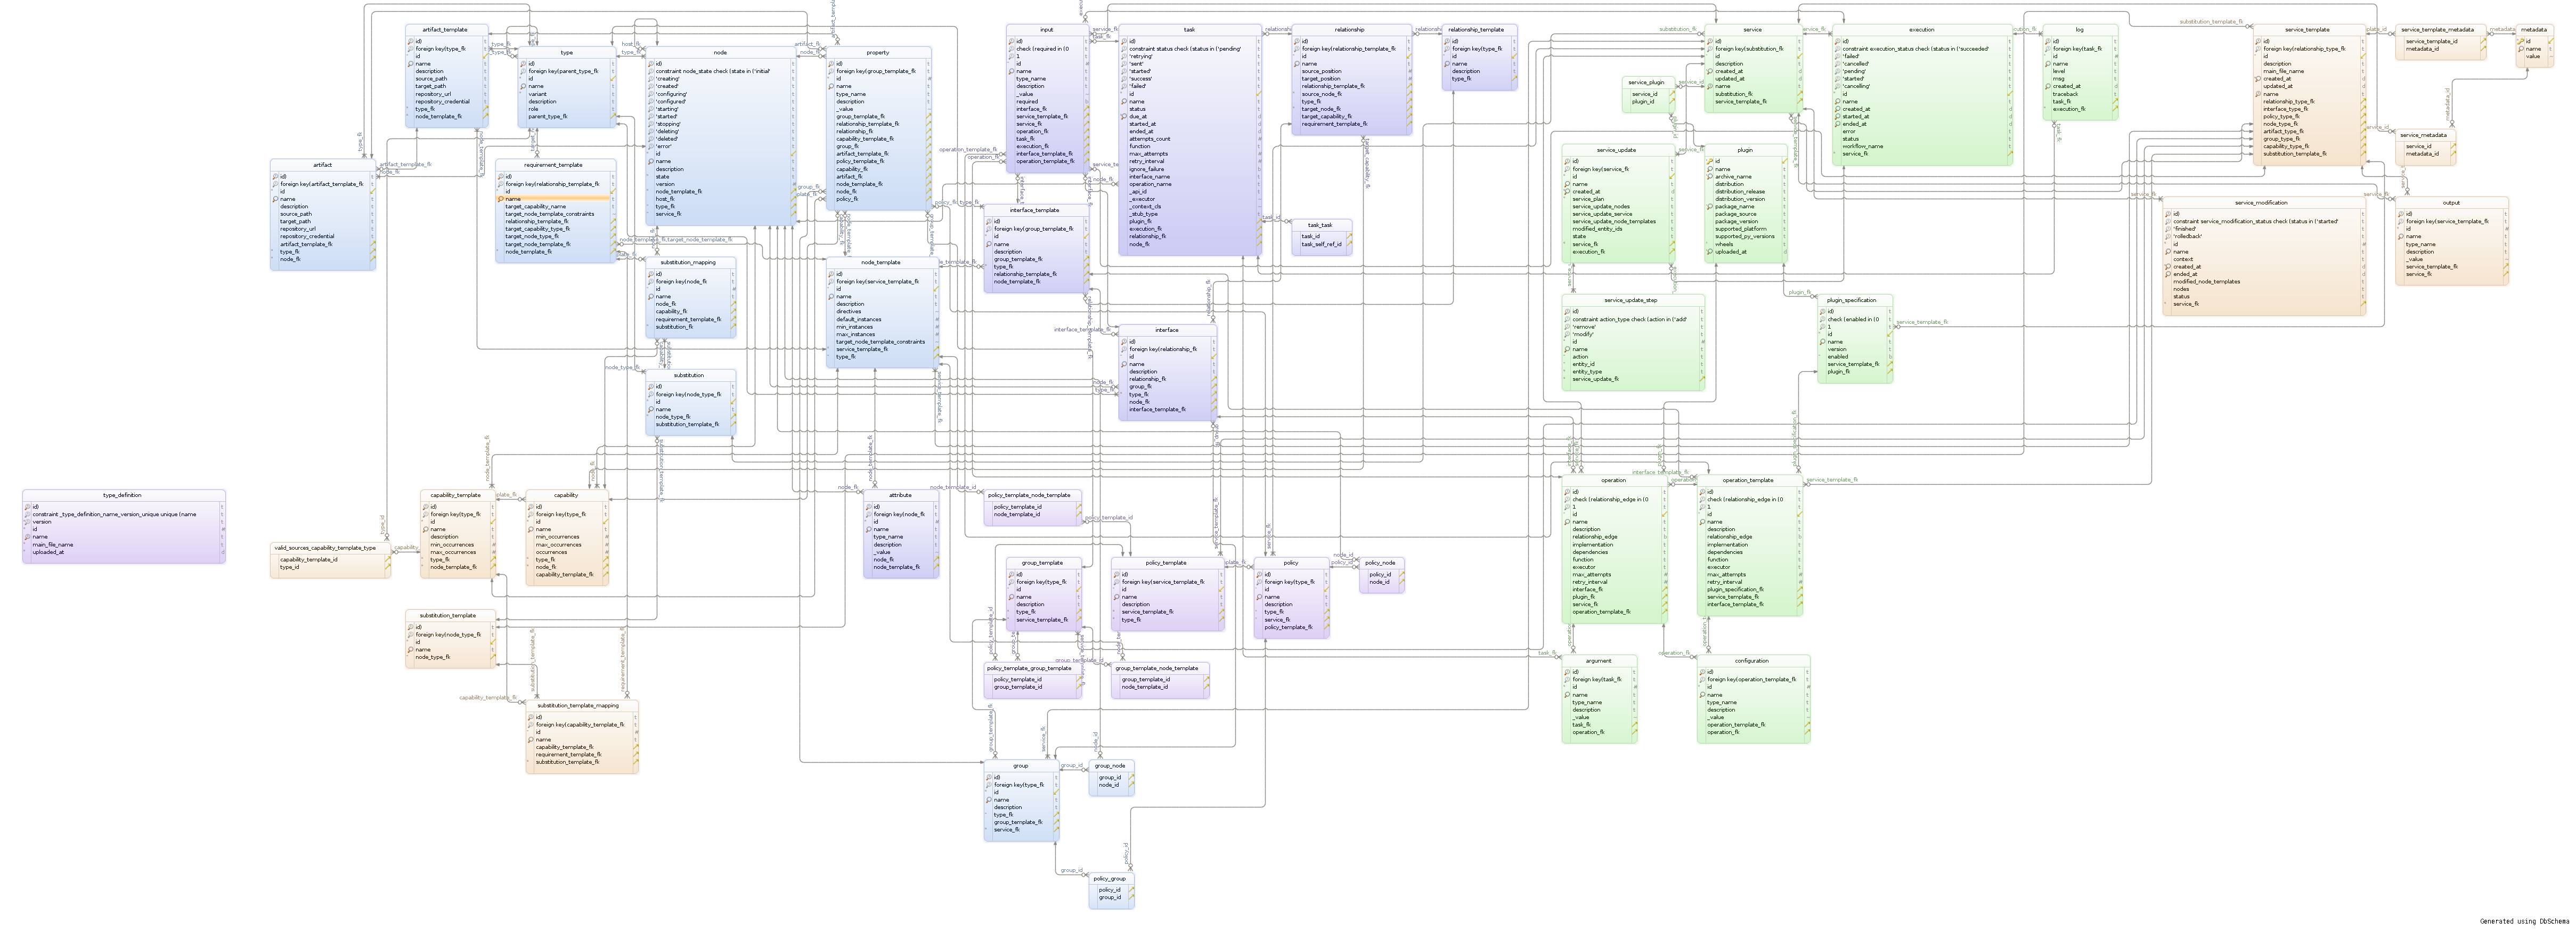 artifact_template
id)
foreign key(type_fk
id
name
description
source_path
target_path
repository_url
repository_credential
type_fk
node_template_fk
type
id)
foreign key(parent_type_fk
id
name
variant
description
role
parent_type_fk
node
id)
constraint node_state check (state in ('initial'
'creating'
'created'
'configuring'
'configured'
'starting'
'started'
'stopping'
'deleting'
'deleted'
'error'
id
name
description
state
version
node_template_fk
host_fk
type_fk
service_fk
property
id)
foreign key(group_template_fk
id
name
type_name
description
_value
group_template_fk
relationship_template_fk
relationship_fk
capability_template_fk
group_fk
artifact_template_fk
policy_template_fk
capability_fk
artifact_fk
node_template_fk
node_fk
policy_fk
input
id)
check (required in (0
1
id
name
type_name
description
_value
required
interface_fk
service_template_fk
service_fk
operation_fk
task_fk
execution_fk
interface_template_fk
operation_template_fk
task
id)
constraint status check (status in ('pending'
'retrying'
'sent'
'started'
'success'
'failed'
id
name
status
due_at
started_at
ended_at
attempts_count
function
max_attempts
retry_interval
ignore_failure
interface_name
operation_name
_api_id
_executor
_context_cls
_stub_type
plugin_fk
execution_fk
relationship_fk
node_fk
relationship
id)
foreign key(relationship_template_fk
id
name
source_position
target_position
relationship_template_fk
source_node_fk
type_fk
target_node_fk
target_capability_fk
requirement_template_fk
relationship_template
id)
foreign key(type_fk
id
name
description
type_fk
service
id)
foreign key(substitution_fk
id
description
created_at
updated_at
name
substitution_fk
service_template_fk
execution
id)
constraint execution_status check (status in ('succeeded'
'failed'
'cancelled'
'pending'
'started'
'cancelling'
id
name
created_at
started_at
ended_at
error
status
workflow_name
service_fk
log
id)
foreign key(task_fk
id
name
level
msg
created_at
traceback
task_fk
execution_fk
service_template
id)
foreign key(relationship_type_fk
id
description
main_file_name
created_at
updated_at
name
relationship_type_fk
interface_type_fk
policy_type_fk
node_type_fk
artifact_type_fk
group_type_fk
capability_type_fk
substitution_template_fk
service_template_metadata
service_template_id
metadata_id
metadata
id
name
value
service_plugin
service_id
plugin_id
service_metadata
service_id
metadata_id
artifact
id)
foreign key(artifact_template_fk
id
name
description
source_path
target_path
repository_url
repository_credential
artifact_template_fk
type_fk
node_fk
requirement_template
id)
foreign key(relationship_template_fk
id
name
target_capability_name
target_node_template_constraints
relationship_template_fk
target_capability_type_fk
target_node_type_fk
target_node_template_fk
node_template_fk
service_update
id)
foreign key(service_fk
id
name
created_at
service_plan
service_update_nodes
service_update_service
service_update_node_templates
modified_entity_ids
state
service_fk
execution_fk
plugin
id
name
archive_name
distribution
distribution_release
distribution_version
package_name
package_source
package_version
supported_platform
supported_py_versions
wheels
uploaded_at
service_modification
id)
constraint service_modification_status check (status in ('started'
'finished'
'rolledback'
id
name
context
created_at
ended_at
modified_node_templates
nodes
status
service_fk
output
id)
foreign key(service_template_fk
id
name
type_name
description
_value
service_template_fk
service_fk
interface_template
id)
foreign key(group_template_fk
id
name
description
group_template_fk
type_fk
relationship_template_fk
node_template_fk
task_task
task_id
task_self_ref_id
substitution_mapping
id)
foreign key(node_fk
id
name
node_fk
capability_fk
requirement_template_fk
substitution_fk
node_template
id)
foreign key(service_template_fk
id
name
description
directives
default_instances
min_instances
max_instances
target_node_template_constraints
service_template_fk
type_fk
service_update_step
id)
constraint action_type check (action in ('add'
'remove'
'modify'
id
name
action
entity_id
entity_type
service_update_fk
plugin_specification
id)
check (enabled in (0
1
id
name
version
enabled
service_template_fk
plugin_fk
interface
id)
foreign key(relationship_fk
id
name
description
relationship_fk
group_fk
type_fk
node_fk
interface_template_fk
substitution
id)
foreign key(node_type_fk
id
name
node_type_fk
substitution_template_fk
type_definition
id)
constraint _type_definition_name_version_unique unique (name
version
id
name
main_file_name
uploaded_at
valid_sources_capability_template_type
capability_template_id
type_id
capability_template
id)
foreign key(type_fk
id
name
description
min_occurrences
max_occurrences
type_fk
node_template_fk
capability
id)
foreign key(type_fk
id
name
min_occurrences
max_occurrences
occurrences
type_fk
node_fk
capability_template_fk
attribute
id)
foreign key(node_fk
id
name
type_name
description
_value
node_fk
node_template_fk
policy_template_node_template
policy_template_id
node_template_id
group_template
id)
foreign key(type_fk
id
name
description
type_fk
service_template_fk
policy_template
id)
foreign key(service_template_fk
id
name
description
service_template_fk
type_fk
policy
id)
foreign key(type_fk
id
name
description
type_fk
service_fk
policy_template_fk
policy_node
policy_id
node_id
operation
id)
check (relationship_edge in (0
1
id
name
description
relationship_edge
implementation
dependencies
function
executor
max_attempts
retry_interval
interface_fk
plugin_fk
service_fk
operation_template_fk
operation_template
id)
check (relationship_edge in (0
1
id
name
description
relationship_edge
implementation
dependencies
function
executor
max_attempts
retry_interval
plugin_specification_fk
service_template_fk
interface_template_fk
substitution_template
id)
foreign key(node_type_fk
id
name
node_type_fk
policy_template_group_template
policy_template_id
group_template_id
group_template_node_template
group_template_id
node_template_id
argument
id)
foreign key(task_fk
id
name
type_name
description
_value
task_fk
operation_fk
configuration
id)
foreign key(operation_template_fk
id
name
type_name
description
_value
operation_template_fk
operation_fk
substitution_template_mapping
id)
foreign key(capability_template_fk
id
name
capability_template_fk
requirement_template_fk
substitution_template_fk
group
id)
foreign key(type_fk
id
name
description
type_fk
group_template_fk
service_fk
group_node
group_id
node_id
policy_group
policy_id
group_id
Generated using DbSchema